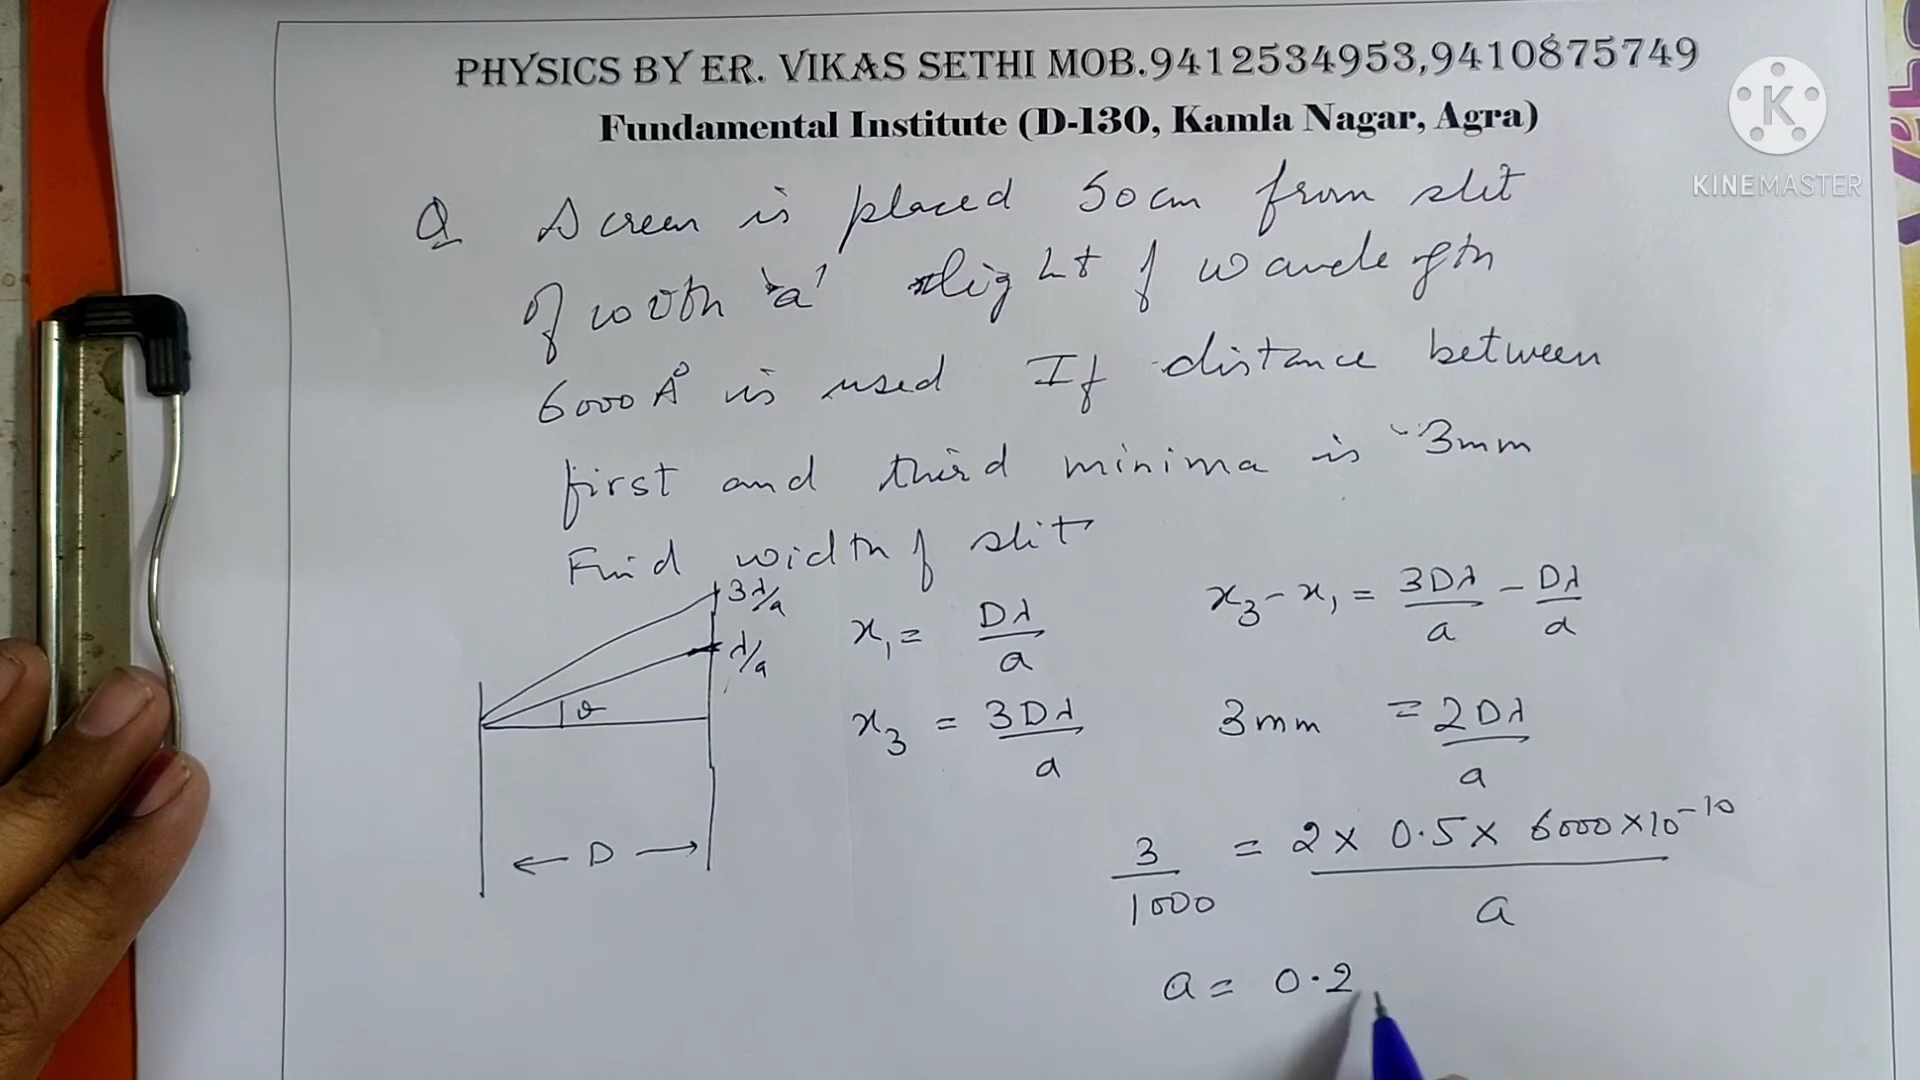 PHYSICS BY ER. VIKAS SETHI MOB.9412534953,9410875749
Fundamental Institute (D-130, Kamla Nagar, Agra)
K
KINEMASTER
Q Screen is placed 50cm from slit
of width 'a' light of wavelength
6000 Å is used If distance between
first and third minima is 3mm
Find width of slit
3λ/a
λ/a
θ
← D →
x₁ = Dλ/a
x₃ = 3Dλ/a
x₃ - x₁ = 3Dλ/a - Dλ/a
3mm = 2Dλ/a
3/1000 = 2 × 0.5 × 6000 × 10⁻¹⁰/a
a = 0.2